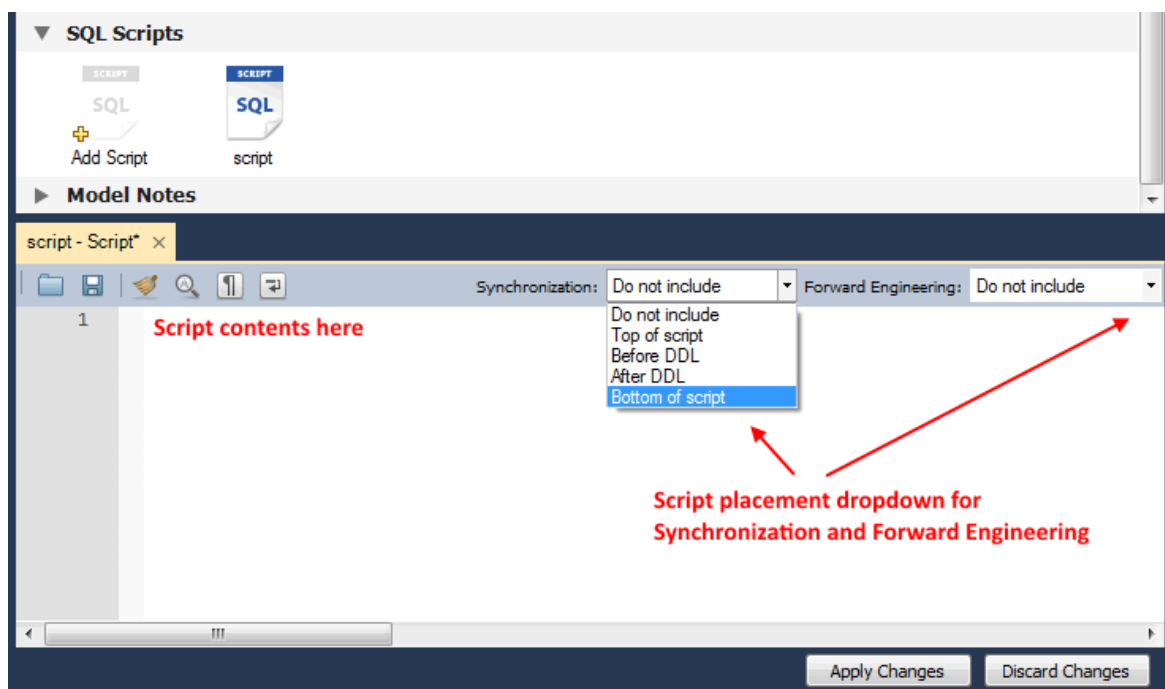 SQL Scripts
SCRIPT SCRIPT
SQL SQL
Add Script script
Model Notes
script - Script*
Synchronization: Do not include Forward Engineering: Do not include
1 Script contents here
Do not include
Top of script
Before DDL
After DDL
Bottom of script
Script placement dropdown for
Synchronization and Forward Engineering
Apply Changes Discard Changes